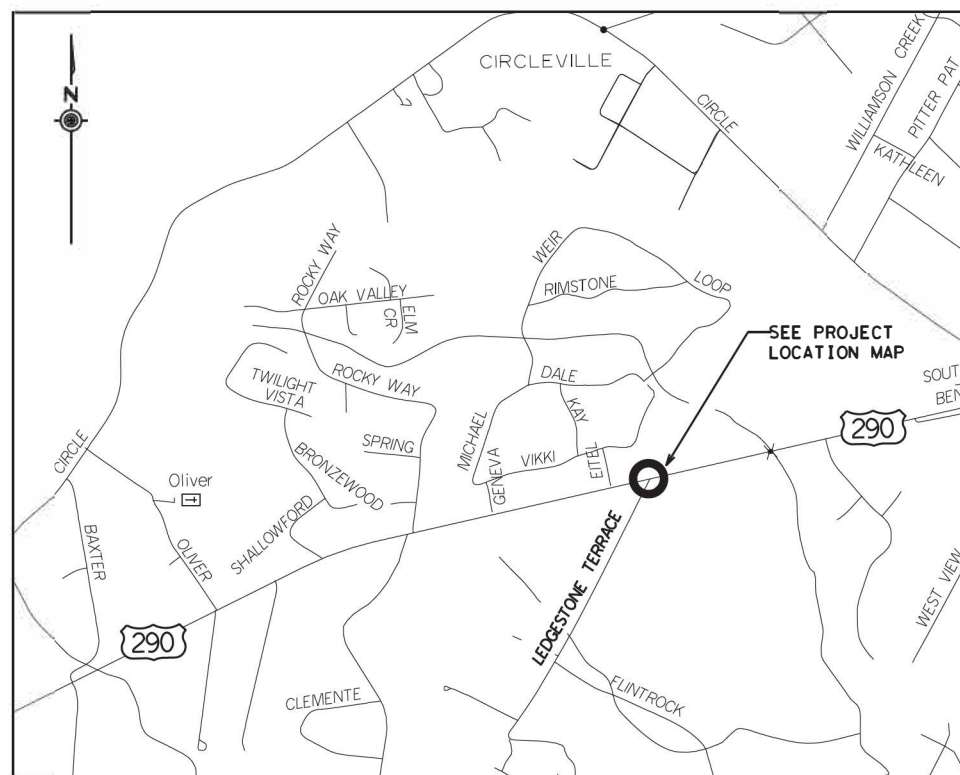 CIRCLEVILLE
WILLIAMSON CREEK
PITTER PAT
N
CIRCLE
KATHLEEN
ROCKY WAY
WEIR
LOOP
RIMSTONE
OAK VALLEY
ELM
CR
SEE PROJECT
LOCATION MAP
TWILIGHT
VISTA
ROCKY WAY
DALE
KAY
SOUT
BEN
290
MICHAEL
CIRCLE
SPRING
VIKKI
EITEL
GENEVA
BRONZEWOOD
Oliver
SHALLOWFORD
BAXTER
OLIVER
LEDGESTONE TERRACE
WEST VIEW
290
CLEMENTE
FLINTROCK